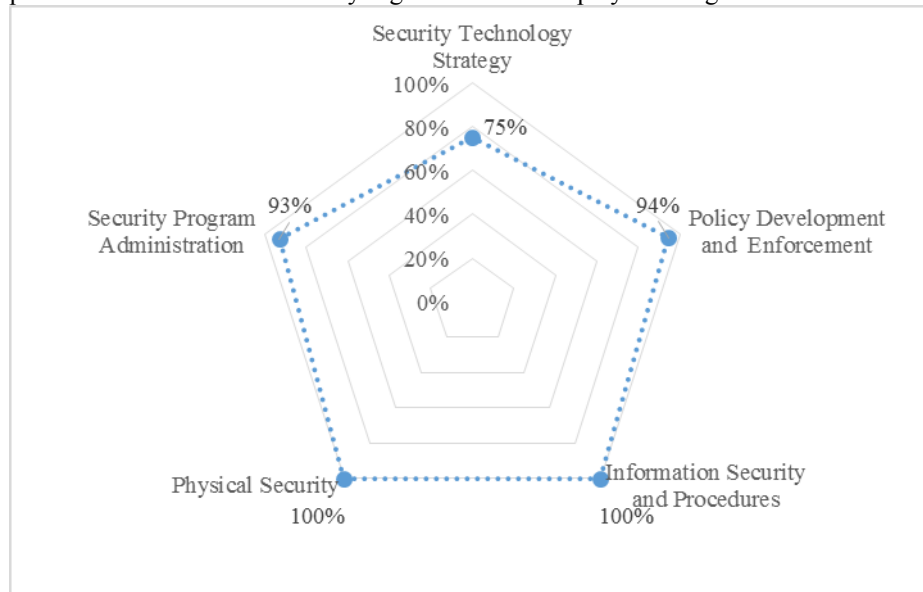 Security Technology
Strategy
100%
80%
75%
60%
40%
20%
0%
93%
Security Program
Administration
94%
Policy Development
and Enforcement
Physical Security
100%
Information Security
and Procedures
100%